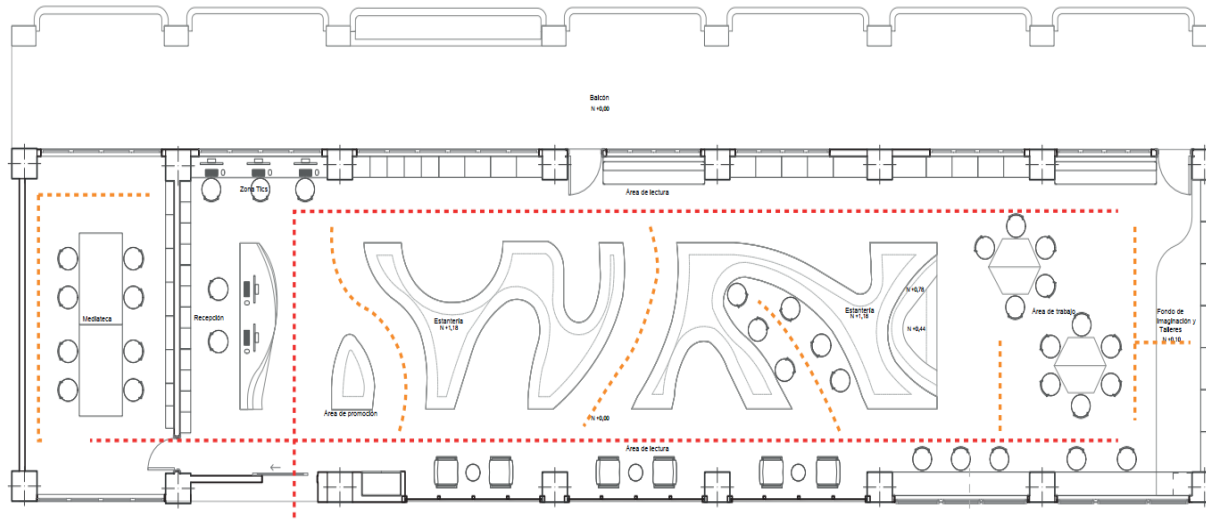 Balcón
N +0,00
Zona Tics
Área de lectura
Mediateca
Recepción
Estantería
N +1,18
Estantería
N +1,18
N +0,76
N +0,44
Área de trabajo
Fondo de
Imaginación y
Talleres
N +0,10
Área de promoción
N +0,00
Área de lectura